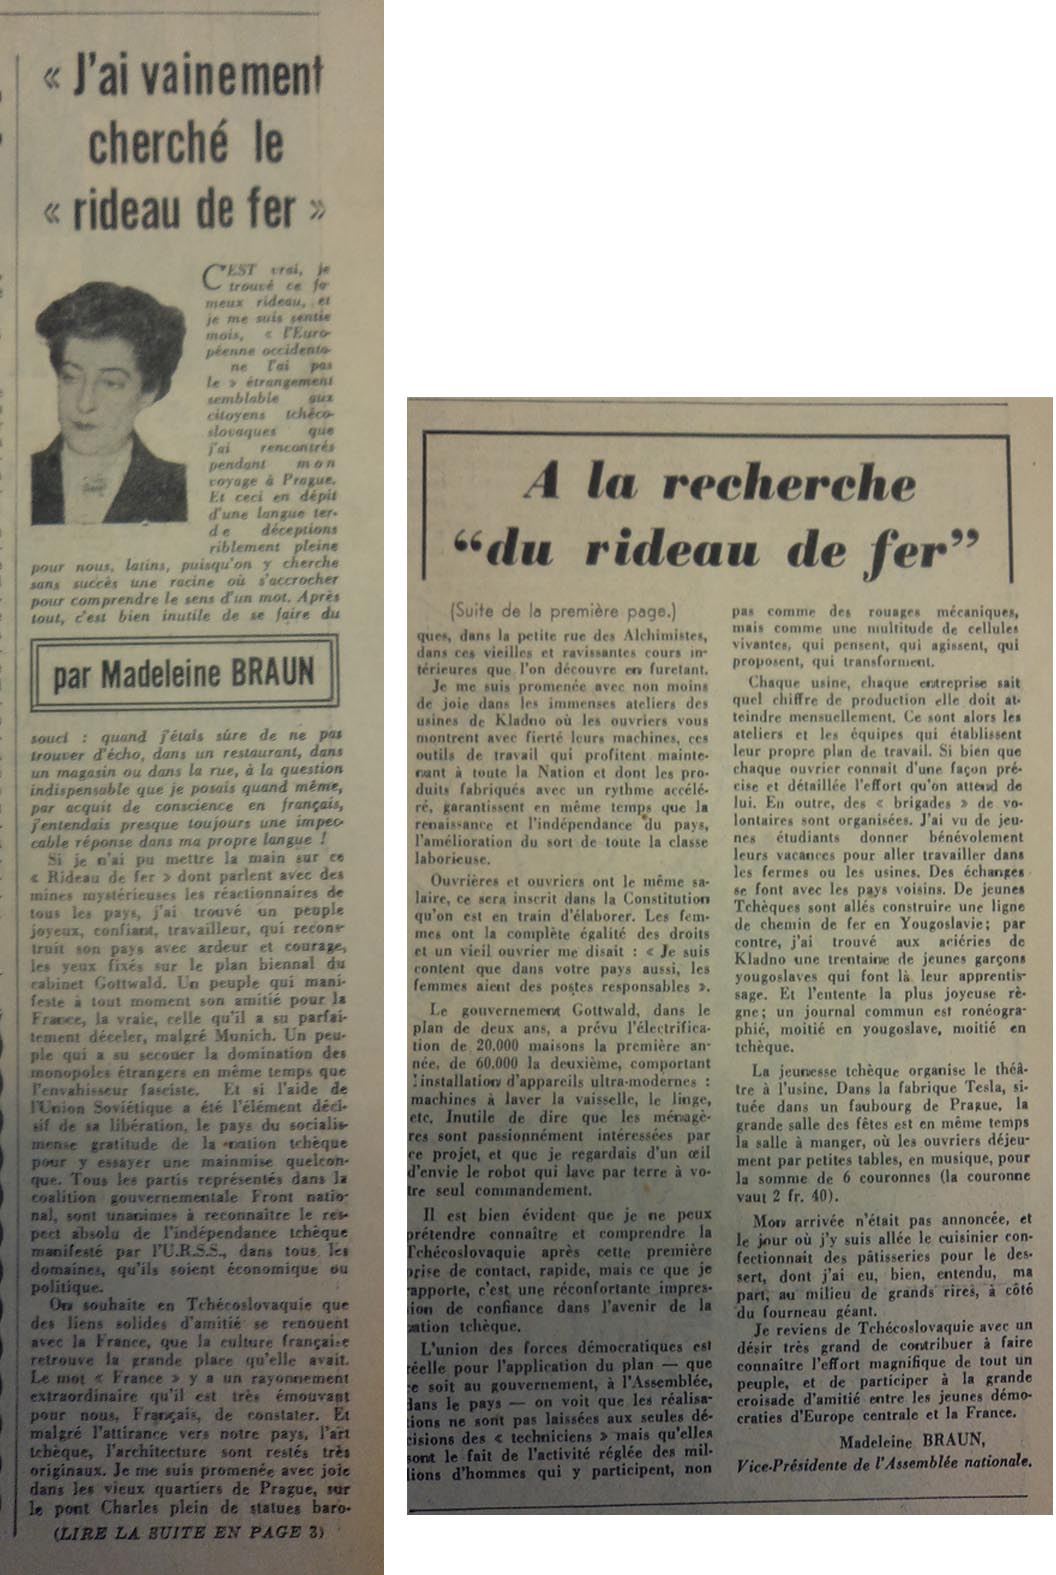 « J'ai vainement
cherché le
« rideau de fer »
C'EST vrai, je
trouvé ce fa-
meux rideau, et
je me suis sentie
mois, « l'Euro-
péenne occidenta-
ne l'ai pas
le » étrangement
semblable aux
citoyens tchéco-
slovaques que
j'ai rencontrés
pendant mon
voyage à Prague.
Et ceci en dépit
d'une langue ter-
de déceptions
riblement pleine
pour nous, latins, puisqu'on y cherche
sans succès une racine où s'accrocher
pour comprendre le sens d'un mot. Après
tout, c'est bien inutile de se faire du
par Madeleine BRAUN
souci : quand j'étais sûre de ne pas
trouver d'écho, dans un restaurant, dans
un magasin ou dans la rue, à la question
indispensable que je posais quand même,
par acquit de conscience en français,
j'entendais presque toujours une impec-
cable réponse dans ma propre langue !
Si je n'ai pu mettre la main sur ce
« Rideau de fer » dont parlent avec des
mines mystérieuses les réactionnaires de
tous les pays, j'ai trouvé un peuple
joyeux, confiant, travailleur, qui recons-
truit son pays avec ardeur et courage,
les yeux fixés sur le plan biennal du
cabinet Gottwald. Un peuple qui mani-
feste à tout moment son amitié pour la
France, la vraie, celle qu'il a su parfai-
tement déceler, malgré Munich. Un peu-
ple qui a su secouer la domination des
monopoles étrangers en même temps que
l'envahisseur fasciste. Et si l'aide de
l'Union Soviétique a été l'élément déci-
sif de sa libération, le pays du socialis-
mense gratitude de la nation tchèque
pour y essayer une mainmise quelcon-
que. Tous les partis représentés dans la
coalition gouvernementale Front natio-
nal, sont unanimes à reconnaître le res-
pect absolu de l'indépendance tchèque
manifesté par l'U.R.S.S., dans tous les
domaines, qu'ils soient économique ou
politique.
On souhaite en Tchécoslovaquie que
des liens solides d'amitié se renouent
avec la France, que la culture française
retrouve la grande place qu'elle avait.
Le mot « France » y a un rayonnement
extraordinaire qu'il est très émouvant
pour nous, Français, de constater. Et
malgré l'attirance vers notre pays, l'art
tchèque, l'architecture sont restés très
originaux. Je me suis promenée avec joie
dans les vieux quartiers de Prague, sur
le pont Charles plein de statues baro-
(LIRE LA SUITE EN PAGE 3)
A la recherche
“du rideau de fer”
(Suite de la première page.)
ques, dans la petite rue des Alchimistes,
dans ces vieilles et ravissantes cours in-
térieures que l'on découvre en furetant.
Je me suis promenée avec non moins
de joie dans les immenses ateliers des
usines de Kladno où les ouvriers vous
montrent avec fierté leurs machines, ces
outils de travail qui profitent mainte-
nant à toute la Nation et dont les pro-
duits fabriqués avec un rythme accélé-
ré, garantissent en même temps que la
renaissance et l'indépendance du pays,
l'amélioration du sort de toute la classe
laborieuse.
Ouvrières et ouvriers ont le même sa-
laire, ce sera inscrit dans la Constitution
qu'on est en train d'élaborer. Les fem-
mes ont la complète égalité des droits
et un vieil ouvrier me disait : « Je suis
content que dans votre pays aussi, les
femmes aient des postes responsables ».
Le gouvernement Gottwald, dans le
plan de deux ans, a prévu l'électrifica-
tion de 20.000 maisons la première an-
née, de 60.000 la deuxième, comportant
l'installation d'appareils ultra-modernes :
machines à laver la vaisselle, le linge,
etc. Inutile de dire que les ménagè-
res sont passionnément intéressées par
ce projet, et que je regardais d'un œil
d'envie le robot qui lave par terre à vo-
tre seul commandement.
Il est bien évident que je ne peux
prétendre connaître et comprendre la
Tchécoslovaquie après cette première
prise de contact, rapide, mais ce que je
rapporte, c'est une réconfortante impres-
sion de confiance dans l'avenir de la
nation tchèque.
L'union des forces démocratiques est
réelle pour l'application du plan — que
ce soit au gouvernement, à l'Assemblée,
dans le pays — on voit que les réalisa-
tions ne sont pas laissées aux seules dé-
cisions des « techniciens » mais qu'elles
sont le fait de l'activité réglée des mil-
lions d'hommes qui y participent, non
pas comme des rouages mécaniques,
mais comme une multitude de cellules
vivantes, qui pensent, qui agissent, qui
proposent, qui transforment.
Chaque usine, chaque entreprise sait
quel chiffre de production elle doit at-
teindre mensuellement. Ce sont alors les
ateliers et les équipes qui établissent
leur propre plan de travail. Si bien que
chaque ouvrier connait d'une façon pré-
cise et détaillée l'effort qu'on attend de
lui. En outre, des « brigades » de vo-
lontaires sont organisées. J'ai vu de jeu-
nes étudiants donner bénévolement
leurs vacances pour aller travailler dans
les fermes ou les usines. Des échanges
se font avec les pays voisins. De jeunes
Tchèques sont allés construire une ligne
de chemin de fer en Yougoslavie; par
contre, j'ai trouvé aux aciéries de
Kladno une trentaine de jeunes garçons
yougoslaves qui font là leur apprentis-
sage. Et l'entente la plus joyeuse rè-
gne; un journal commun est ronéogra-
phié, moitié en yougoslave, moitié en
tchèque.
La jeunesse tchèque organise le théâ-
tre à l'usine. Dans la fabrique Tesla, si-
tuée dans un faubourg de Prague, la
grande salle des fêtes est en même temps
la salle à manger, où les ouvriers déjeu-
nent par petites tables, en musique, pour
la somme de 6 couronnes (la couronne
vaut 2 fr. 40).
Mon arrivée n'était pas annoncée, et
le jour où j'y suis allée le cuisinier con-
fectionnait des pâtisseries pour le des-
sert, dont j'ai eu, bien, entendu, ma
part, au milieu de grands rires, à côté
du fourneau géant.
Je reviens de Tchécoslovaquie avec un
désir très grand de contribuer à faire
connaître l'effort magnifique de tout un
peuple, et de participer à la grande
croisade d'amitié entre les jeunes démo-
craties d'Europe centrale et la France.
Madeleine BRAUN,
Vice-Présidente de l'Assemblée nationale.